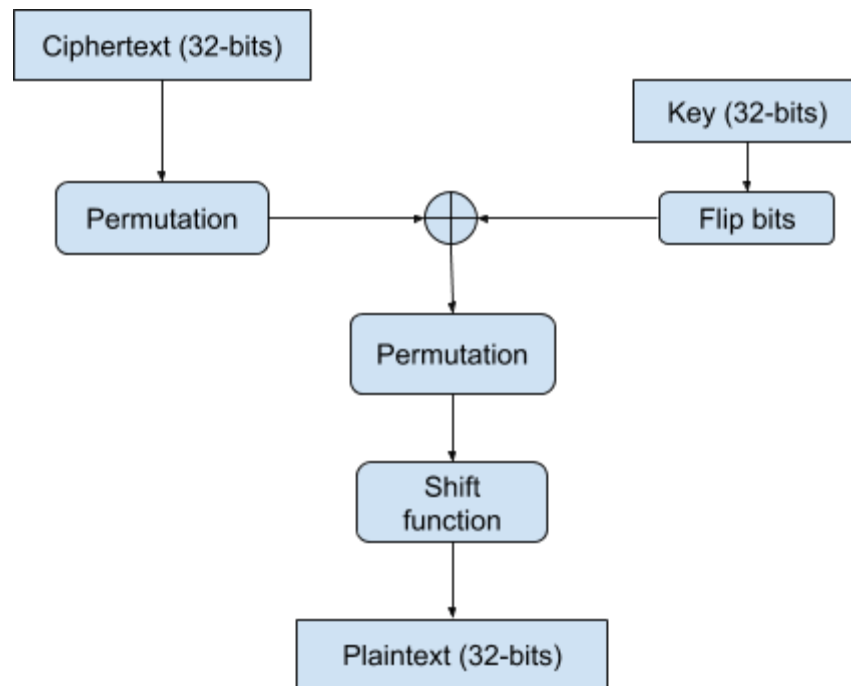 Ciphertext (32-bits)
Key (32-bits)
Permutation
Flip bits
Permutation
Shift
function
Plaintext (32-bits)